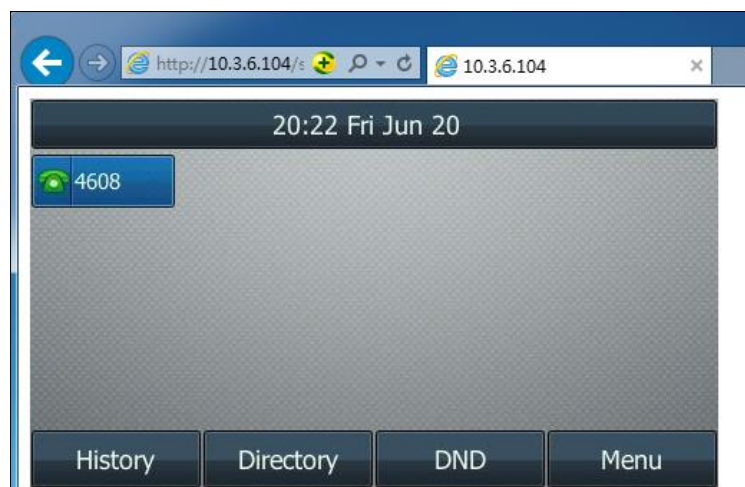 http://10.3.6.104/s
10.3.6.104
20:22 Fri Jun 20
4608
History Directory DND Menu